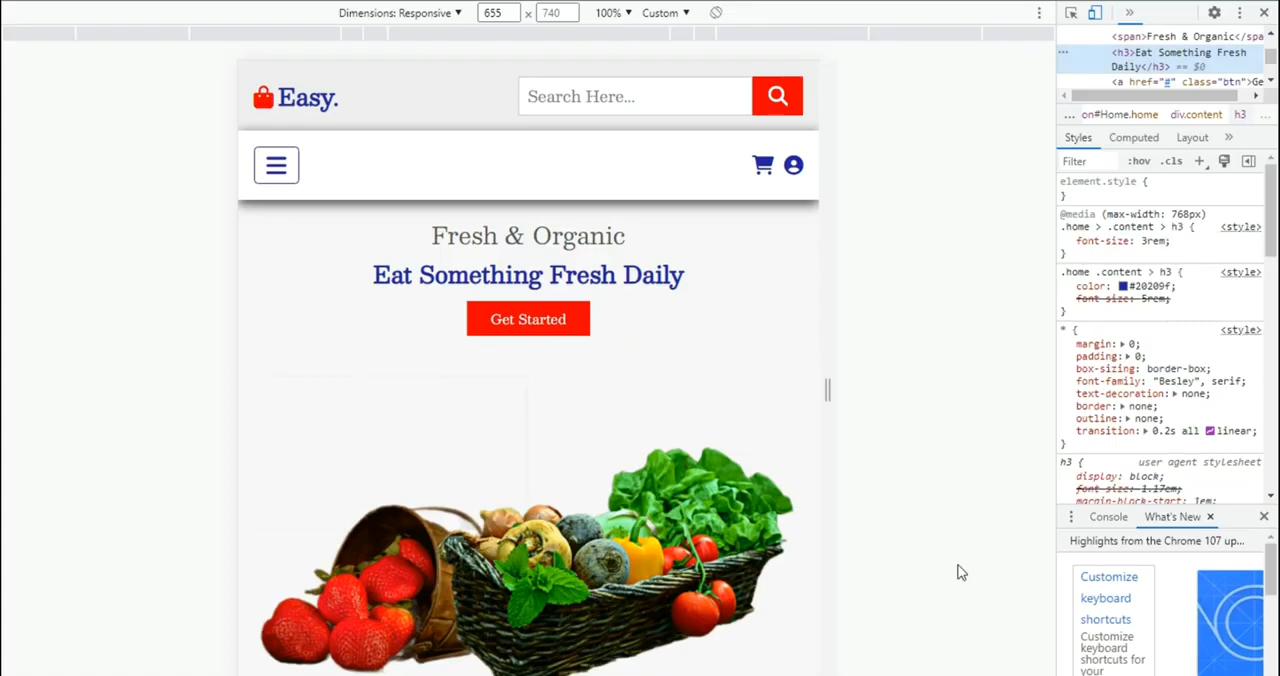 Dimensions: Responsive ▼ 655 × 740 100% ▼ Custom ▼
Easy.
Search Here...
Fresh & Organic
Eat Something Fresh Daily
Get Started
<span>Fresh & Organic</spa
<h3>Eat Something Fresh
Daily</h3> == $0
<a href="#" class="btn">Ge
... on#Home.home div.content h3 ...
Styles Computed Layout »
Filter :hov .cls +
element.style {
}
@media (max-width: 768px)
.home > .content > h3 { <style>
font-size: 3rem;
}
.home .content > h3 { <style>
color: #20209f;
font-size: 5rem;
}
* { <style>
margin: 0;
padding: 0;
box-sizing: border-box;
font-family: "Besley", serif;
text-decoration: none;
border: none;
outline: none;
transition: 0.2s all linear;
}
h3 { user agent stylesheet
display: block;
font-size: 1.17em;
margin-block-start: 1em;
Console What's New ×
Highlights from the Chrome 107 up...
Customize
keyboard
shortcuts
Customize
keyboard
shortcuts for
your